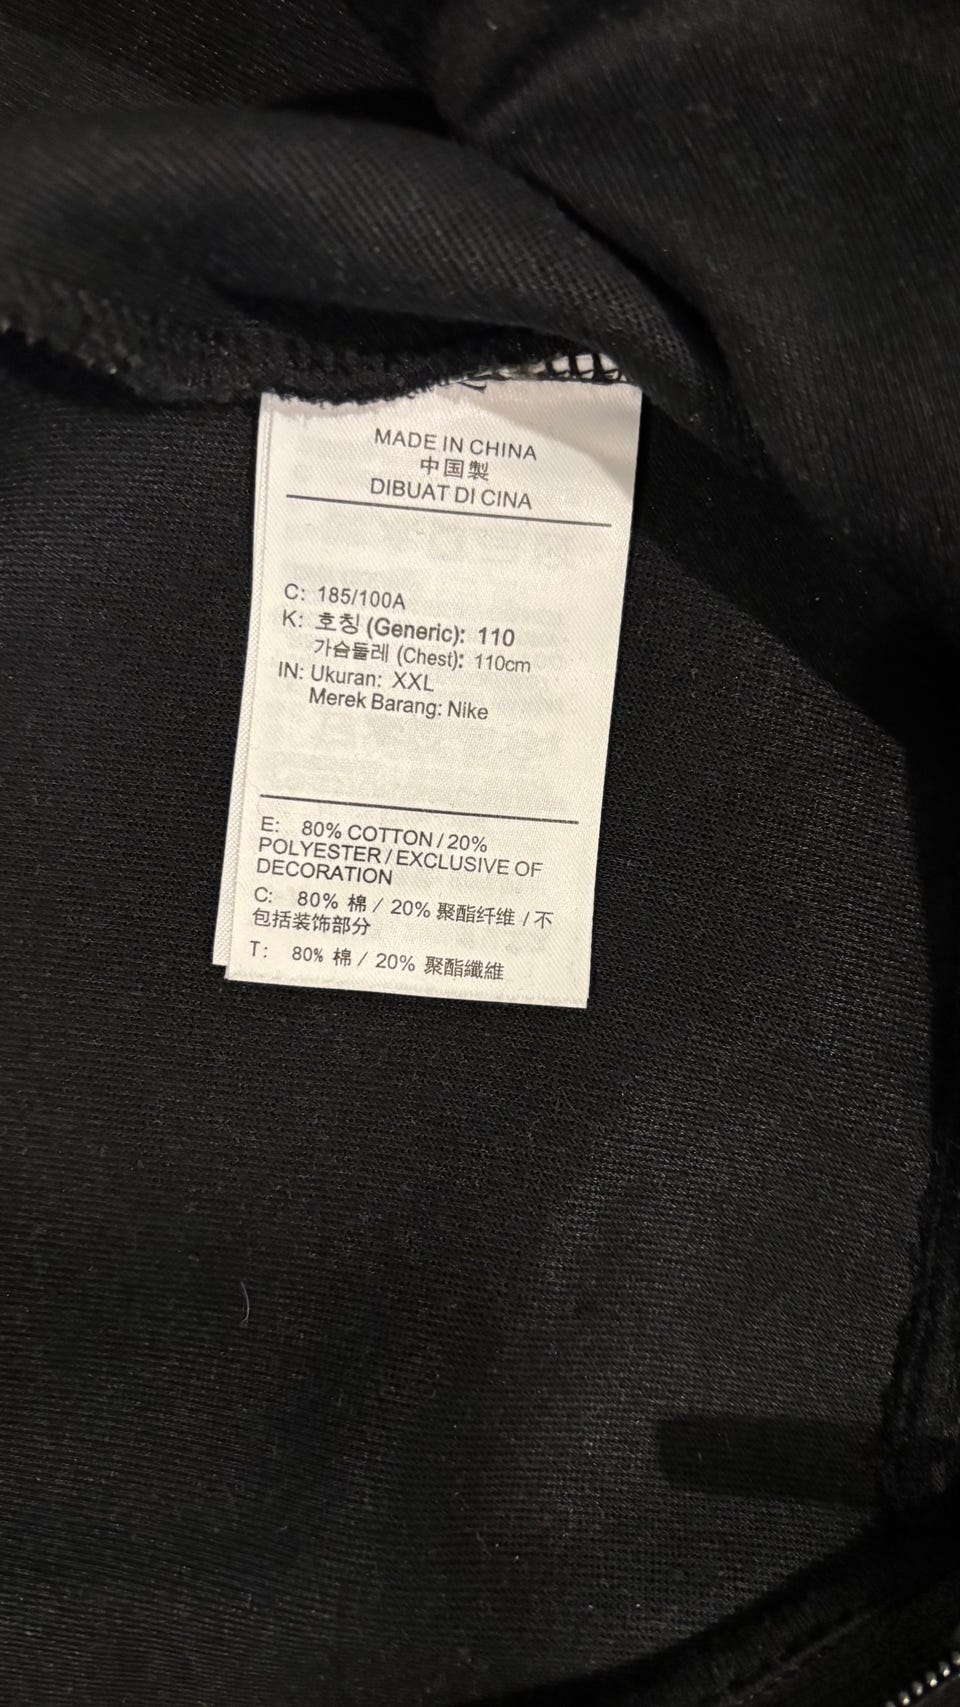 MADE IN CHINA
中国製
DIBUAT DI CINA
C: 185/100A
K: 호칭 (Generic): 110
가슴둘레 (Chest): 110cm
IN: Ukuran: XXL
Merek Barang: Nike
E: 80% COTTON / 20%
POLYESTER / EXCLUSIVE OF
DECORATION
C: 80% 棉 / 20% 聚酯纤维 / 不
包括装饰部分
T: 80% 棉 / 20% 聚酯纖維